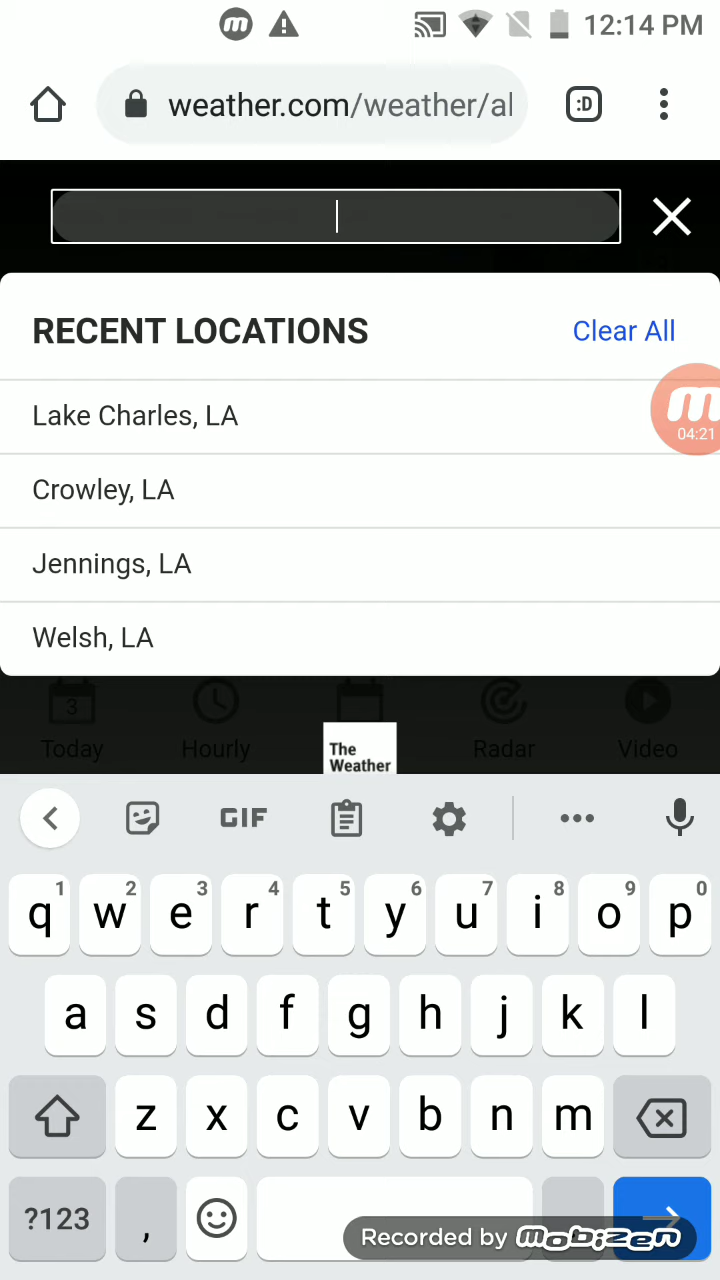 m
12:14 PM
weather.com/weather/al
:D
RECENT LOCATIONS
Clear All
Lake Charles, LA
m
04:21
Crowley, LA
Jennings, LA
Welsh, LA
3
Today
Hourly
Radar
Video
The
Weather
GIF
1 2 3 4 5 6 7 8 9 0
q w e r t y u i o p
a s d f g h j k l
z x c v b n m
?123 ,
Recorded by mobizen